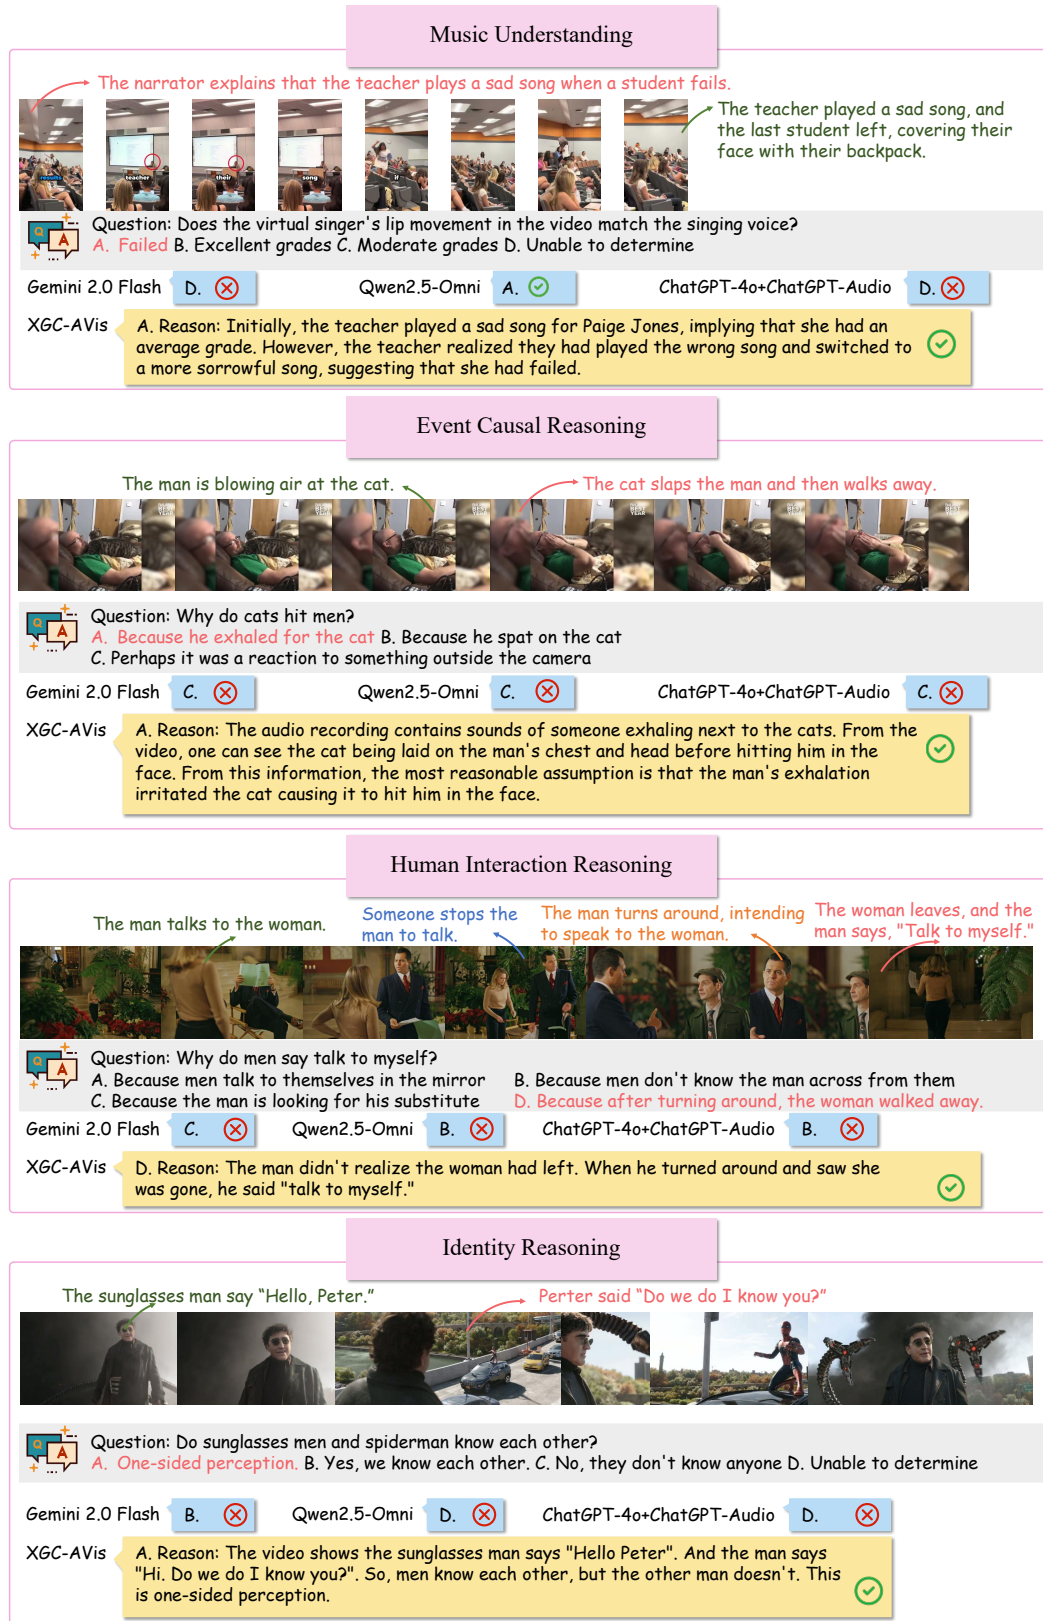 Music Understanding
The narrator explains that the teacher plays a sad song when a student fails.
The teacher played a sad song, and
the last student left, covering their
face with their backpack.
results
teacher
their
song
if
Q
A
Question: Does the virtual singer's lip movement in the video match the singing voice?
A. Failed B. Excellent grades C. Moderate grades D. Unable to determine
Gemini 2.0 Flash D. Qwen2.5-Omni A. ChatGPT-4o+ChatGPT-Audio D.
XGC-AVis
A. Reason: Initially, the teacher played a sad song for Paige Jones, implying that she had an
average grade. However, the teacher realized they had played the wrong song and switched to
a more sorrowful song, suggesting that she had failed.
Event Causal Reasoning
The man is blowing air at the cat.
The cat slaps the man and then walks away.
Q
A
Question: Why do cats hit men?
A. Because he exhaled for the cat B. Because he spat on the cat
C. Perhaps it was a reaction to something outside the camera
Gemini 2.0 Flash C. Qwen2.5-Omni C. ChatGPT-4o+ChatGPT-Audio C.
XGC-AVis
A. Reason: The audio recording contains sounds of someone exhaling next to the cats. From the
video, one can see the cat being laid on the man's chest and head before hitting him in the
face. From this information, the most reasonable assumption is that the man's exhalation
irritated the cat causing it to hit him in the face.
Human Interaction Reasoning
The man talks to the woman.
Someone stops the
man to talk.
The man turns around, intending
to speak to the woman.
The woman leaves, and the
man says, "Talk to myself."
Q
A
Question: Why do men say talk to myself?
A. Because men talk to themselves in the mirror B. Because men don't know the man across from them
C. Because the man is looking for his substitute D. Because after turning around, the woman walked away.
Gemini 2.0 Flash C. Qwen2.5-Omni B. ChatGPT-4o+ChatGPT-Audio B.
XGC-AVis
D. Reason: The man didn't realize the woman had left. When he turned around and saw she
was gone, he said "talk to myself."
Identity Reasoning
The sunglasses man say “Hello, Peter.”
Perter said “Do we do I know you?”
Q
A
Question: Do sunglasses men and spiderman know each other?
A. One-sided perception. B. Yes, we know each other. C. No, they don't know anyone D. Unable to determine
Gemini 2.0 Flash B. Qwen2.5-Omni D. ChatGPT-4o+ChatGPT-Audio D.
XGC-AVis
A. Reason: The video shows the sunglasses man says "Hello Peter". And the man says
"Hi. Do we do I know you?". So, men know each other, but the other man doesn't. This
is one-sided perception.